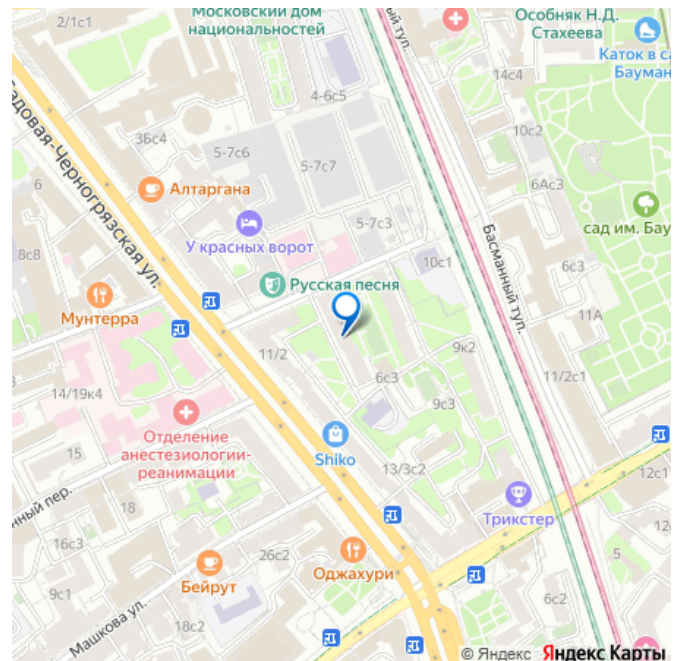 2/1с1
Московский дом
национальностей
Особняк Н.Д.
Стахеева
Каток в са
Бауман
14с4
4-6с5
10с2
3Бс4
5-7с6
5-7с7
Садовая-Черногрязская ул.
6
Алтаргана
6Ас3
сад им. Бау
5-7с3
У красных ворот
8с8
10с1
Басманный туп.
6с3
Русская песня
Мунтерра
11А
11/2
9к2
6с3
14/19к4
11/2с1
9с3
Отделение
анестезиологии-
реанимации
Shiko
15
13/3с2
12с1
нный пер.
18
Трикстер
16с3
26с2
Оджахури
5
Бейрут
9с1
6с2
Машкова ул.
18с2
© Яндекс Яндекс Карты